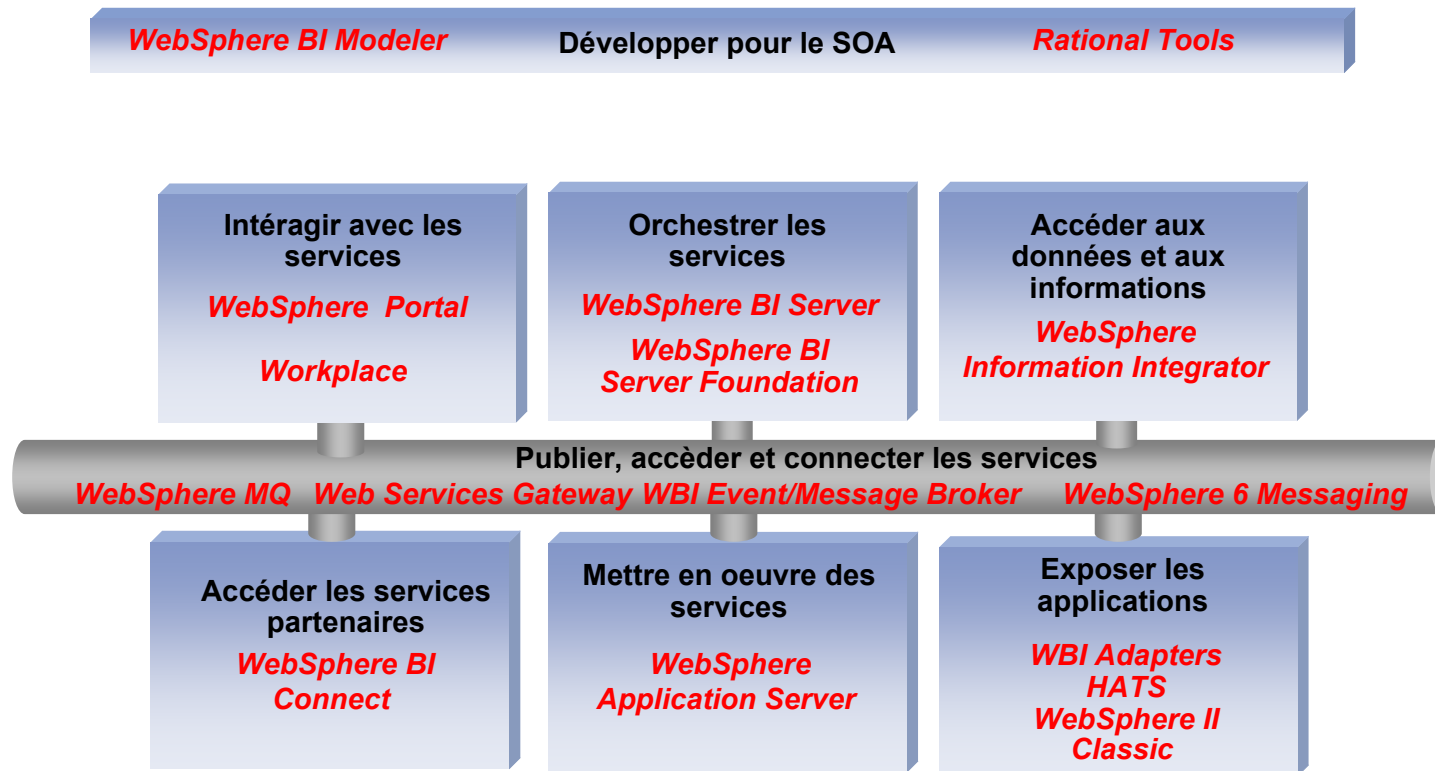 WebSphere BI Modeler
Développer pour le SOA
Rational Tools
Intéragir avec les
services
WebSphere Portal
Workplace
Orchestrer les
services
WebSphere BI Server
WebSphere BI
Server Foundation
Accéder aux
données et aux
informations
WebSphere
Information Integrator
Publier, accèder et connecter les services
WebSphere MQ Web Services Gateway WBI Event/Message Broker WebSphere 6 Messaging
Accéder les services
partenaires
WebSphere BI
Connect
Mettre en oeuvre des
services
WebSphere
Application Server
Exposer les
applications
WBI Adapters
HATS
WebSphere II
Classic